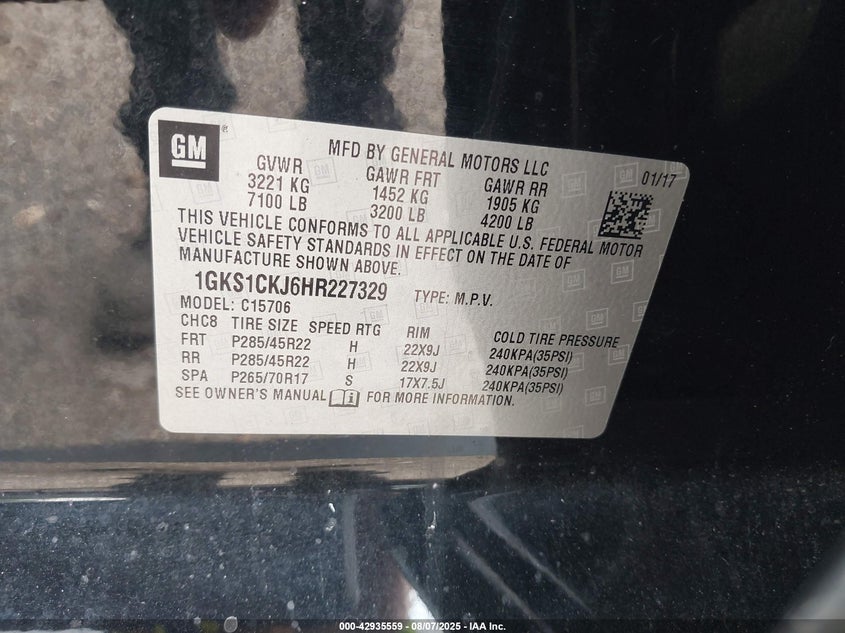 GM ®
MFD BY GENERAL MOTORS LLC
01/17
GVWR GAWR FRT GAWR RR
3221 KG 1452 KG 1905 KG
7100 LB 3200 LB 4200 LB
THIS VEHICLE CONFORMS TO ALL APPLICABLE U.S. FEDERAL MOTOR
VEHICLE SAFETY STANDARDS IN EFFECT ON THE DATE OF
MANUFACTURE SHOWN ABOVE.
1GKS1CKJ6HR227329 TYPE: M.P.V.
MODEL: C15706
CHC8 TIRE SIZE SPEED RTG RIM COLD TIRE PRESSURE
FRT P285/45R22 H 22X9J 240KPA(35PSI)
RR P285/45R22 H 22X9J 240KPA(35PSI)
SPA P265/70R17 S 17X7.5J 240KPA(35PSI)
SEE OWNER'S MANUAL FOR MORE INFORMATION.
000-42935559 - 08/07/2025 - IAA Inc.